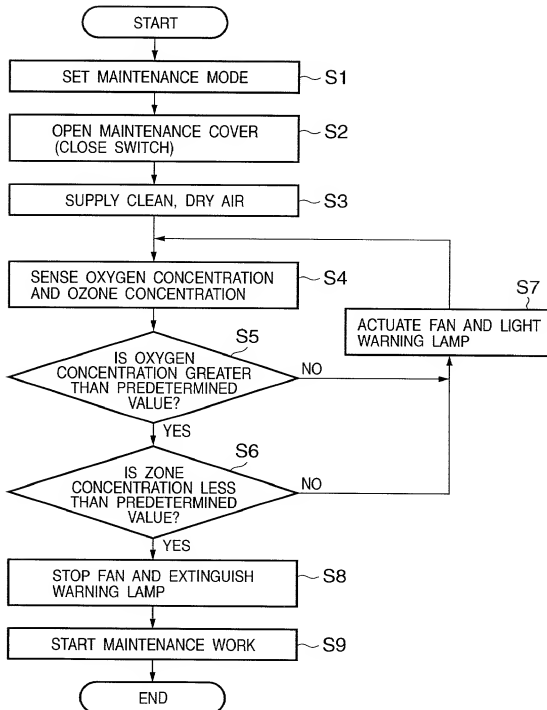 START
SET MAINTENANCE MODE
S1
OPEN MAINTENANCE COVER
(CLOSE SWITCH)
S2
SUPPLY CLEAN, DRY AIR
S3
SENSE OXYGEN CONCENTRATION
AND OZONE CONCENTRATION
S4
S7
ACTUATE FAN AND LIGHT
WARNING LAMP
S5
IS OXYGEN
CONCENTRATION GREATER
THAN PREDETERMINED
VALUE?
NO
YES
S6
IS ZONE
CONCENTRATION LESS
THAN PREDETERMINED
VALUE?
NO
YES
STOP FAN AND EXTINGUISH
WARNING LAMP
S8
START MAINTENANCE WORK
S9
END